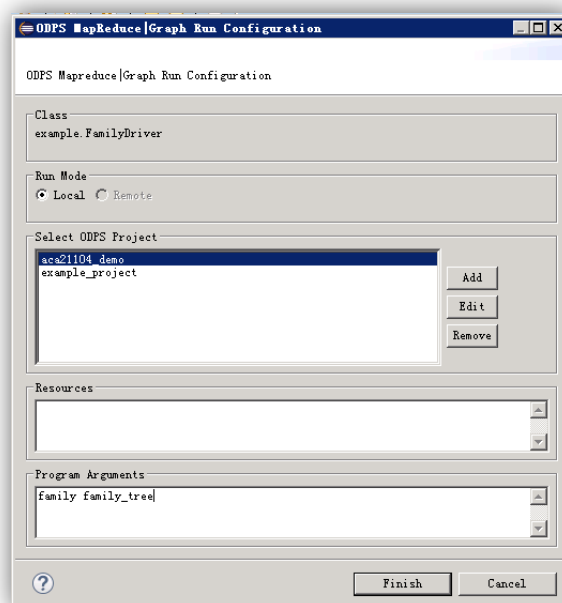 ODPS MapReduce|Graph Run Configuration
ODPS Mapreduce|Graph Run Configuration
Class
example.FamilyDriver
Run Mode
Local Remote
Select ODPS Project
aca21104_demo
example_project
Add
Edit
Remove
Resources
Program Arguments
family family_tree
? Finish Cancel